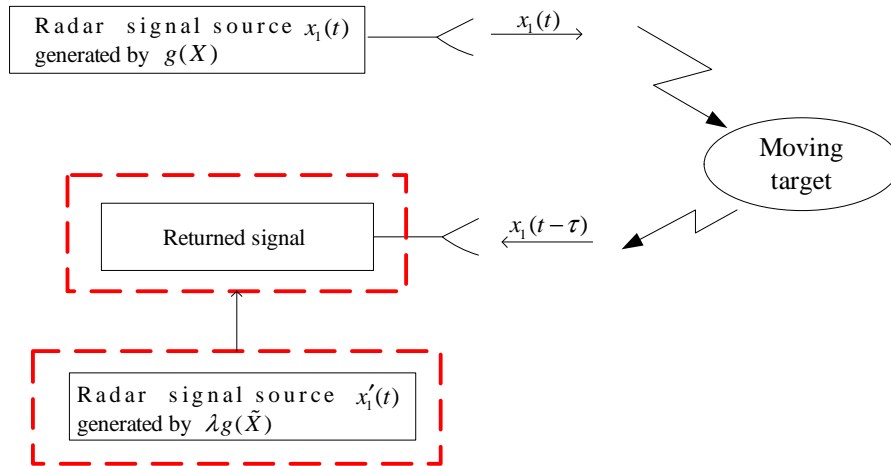 Radar signal source x₁(t)
generated by g(X)
x₁(t)
Moving
target
Returned signal
x₁(t − τ)
Radar signal source x₁′(t)
generated by λg(X̃)